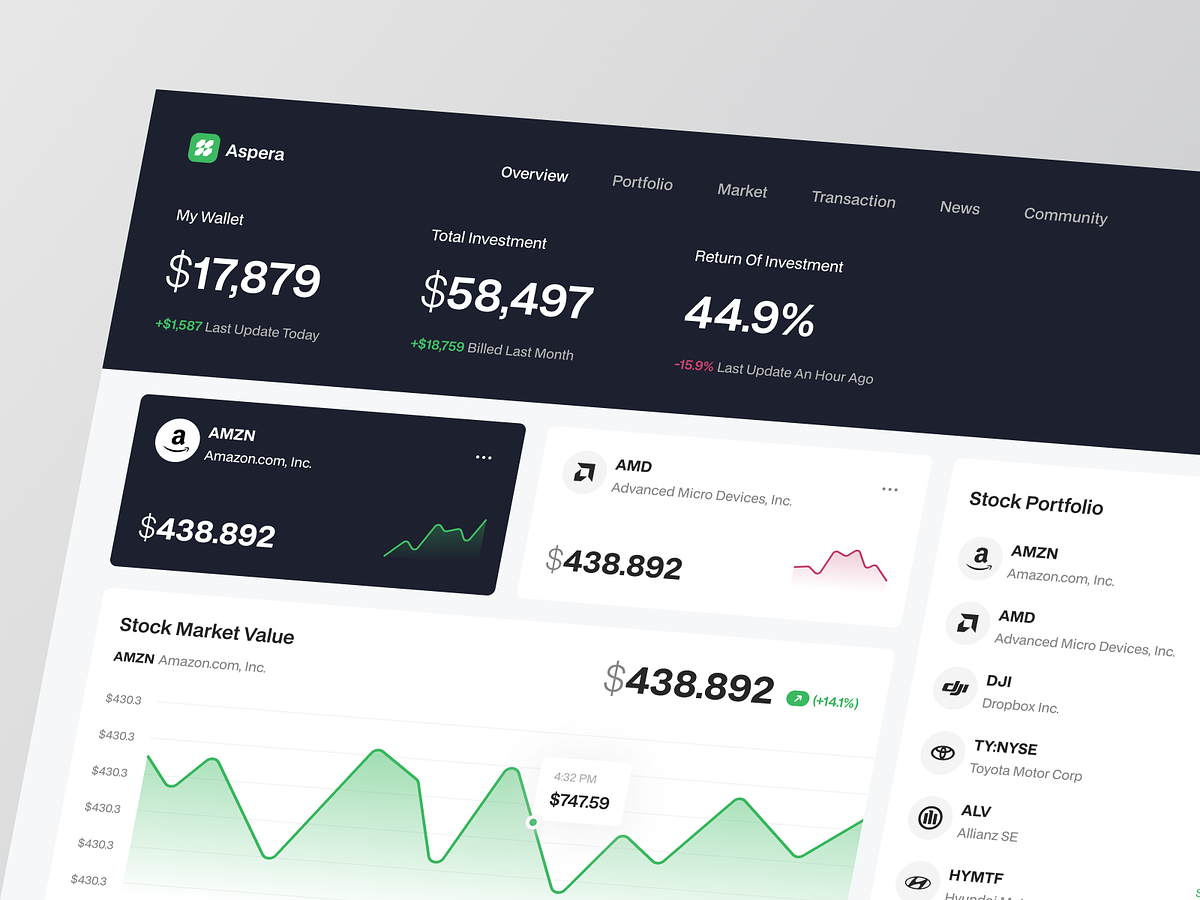 Aspera
Overview Portfolio Market Transaction News Community
My Wallet
$17,879
+$1,587 Last Update Today
Total Investment
$58,497
+$18,759 Billed Last Month
Return Of Investment
44.9%
-15.9% Last Update An Hour Ago
AMZN
Amazon.com, Inc.
$438.892
AMD
Advanced Micro Devices, Inc.
$438.892
Stock Market Value
AMZN Amazon.com, Inc.
$438.892
(+14.1%)
$430.3
$430.3
$430.3
$430.3
$430.3
$430.3
4:32 PM
$747.59
Stock Portfolio
a
AMZN
Amazon.com, Inc.
AMD
Advanced Micro Devices, Inc.
dji
DJI
Dropbox Inc.
TY:NYSE
Toyota Motor Corp
ALV
Allianz SE
HYMTF
Hyundai